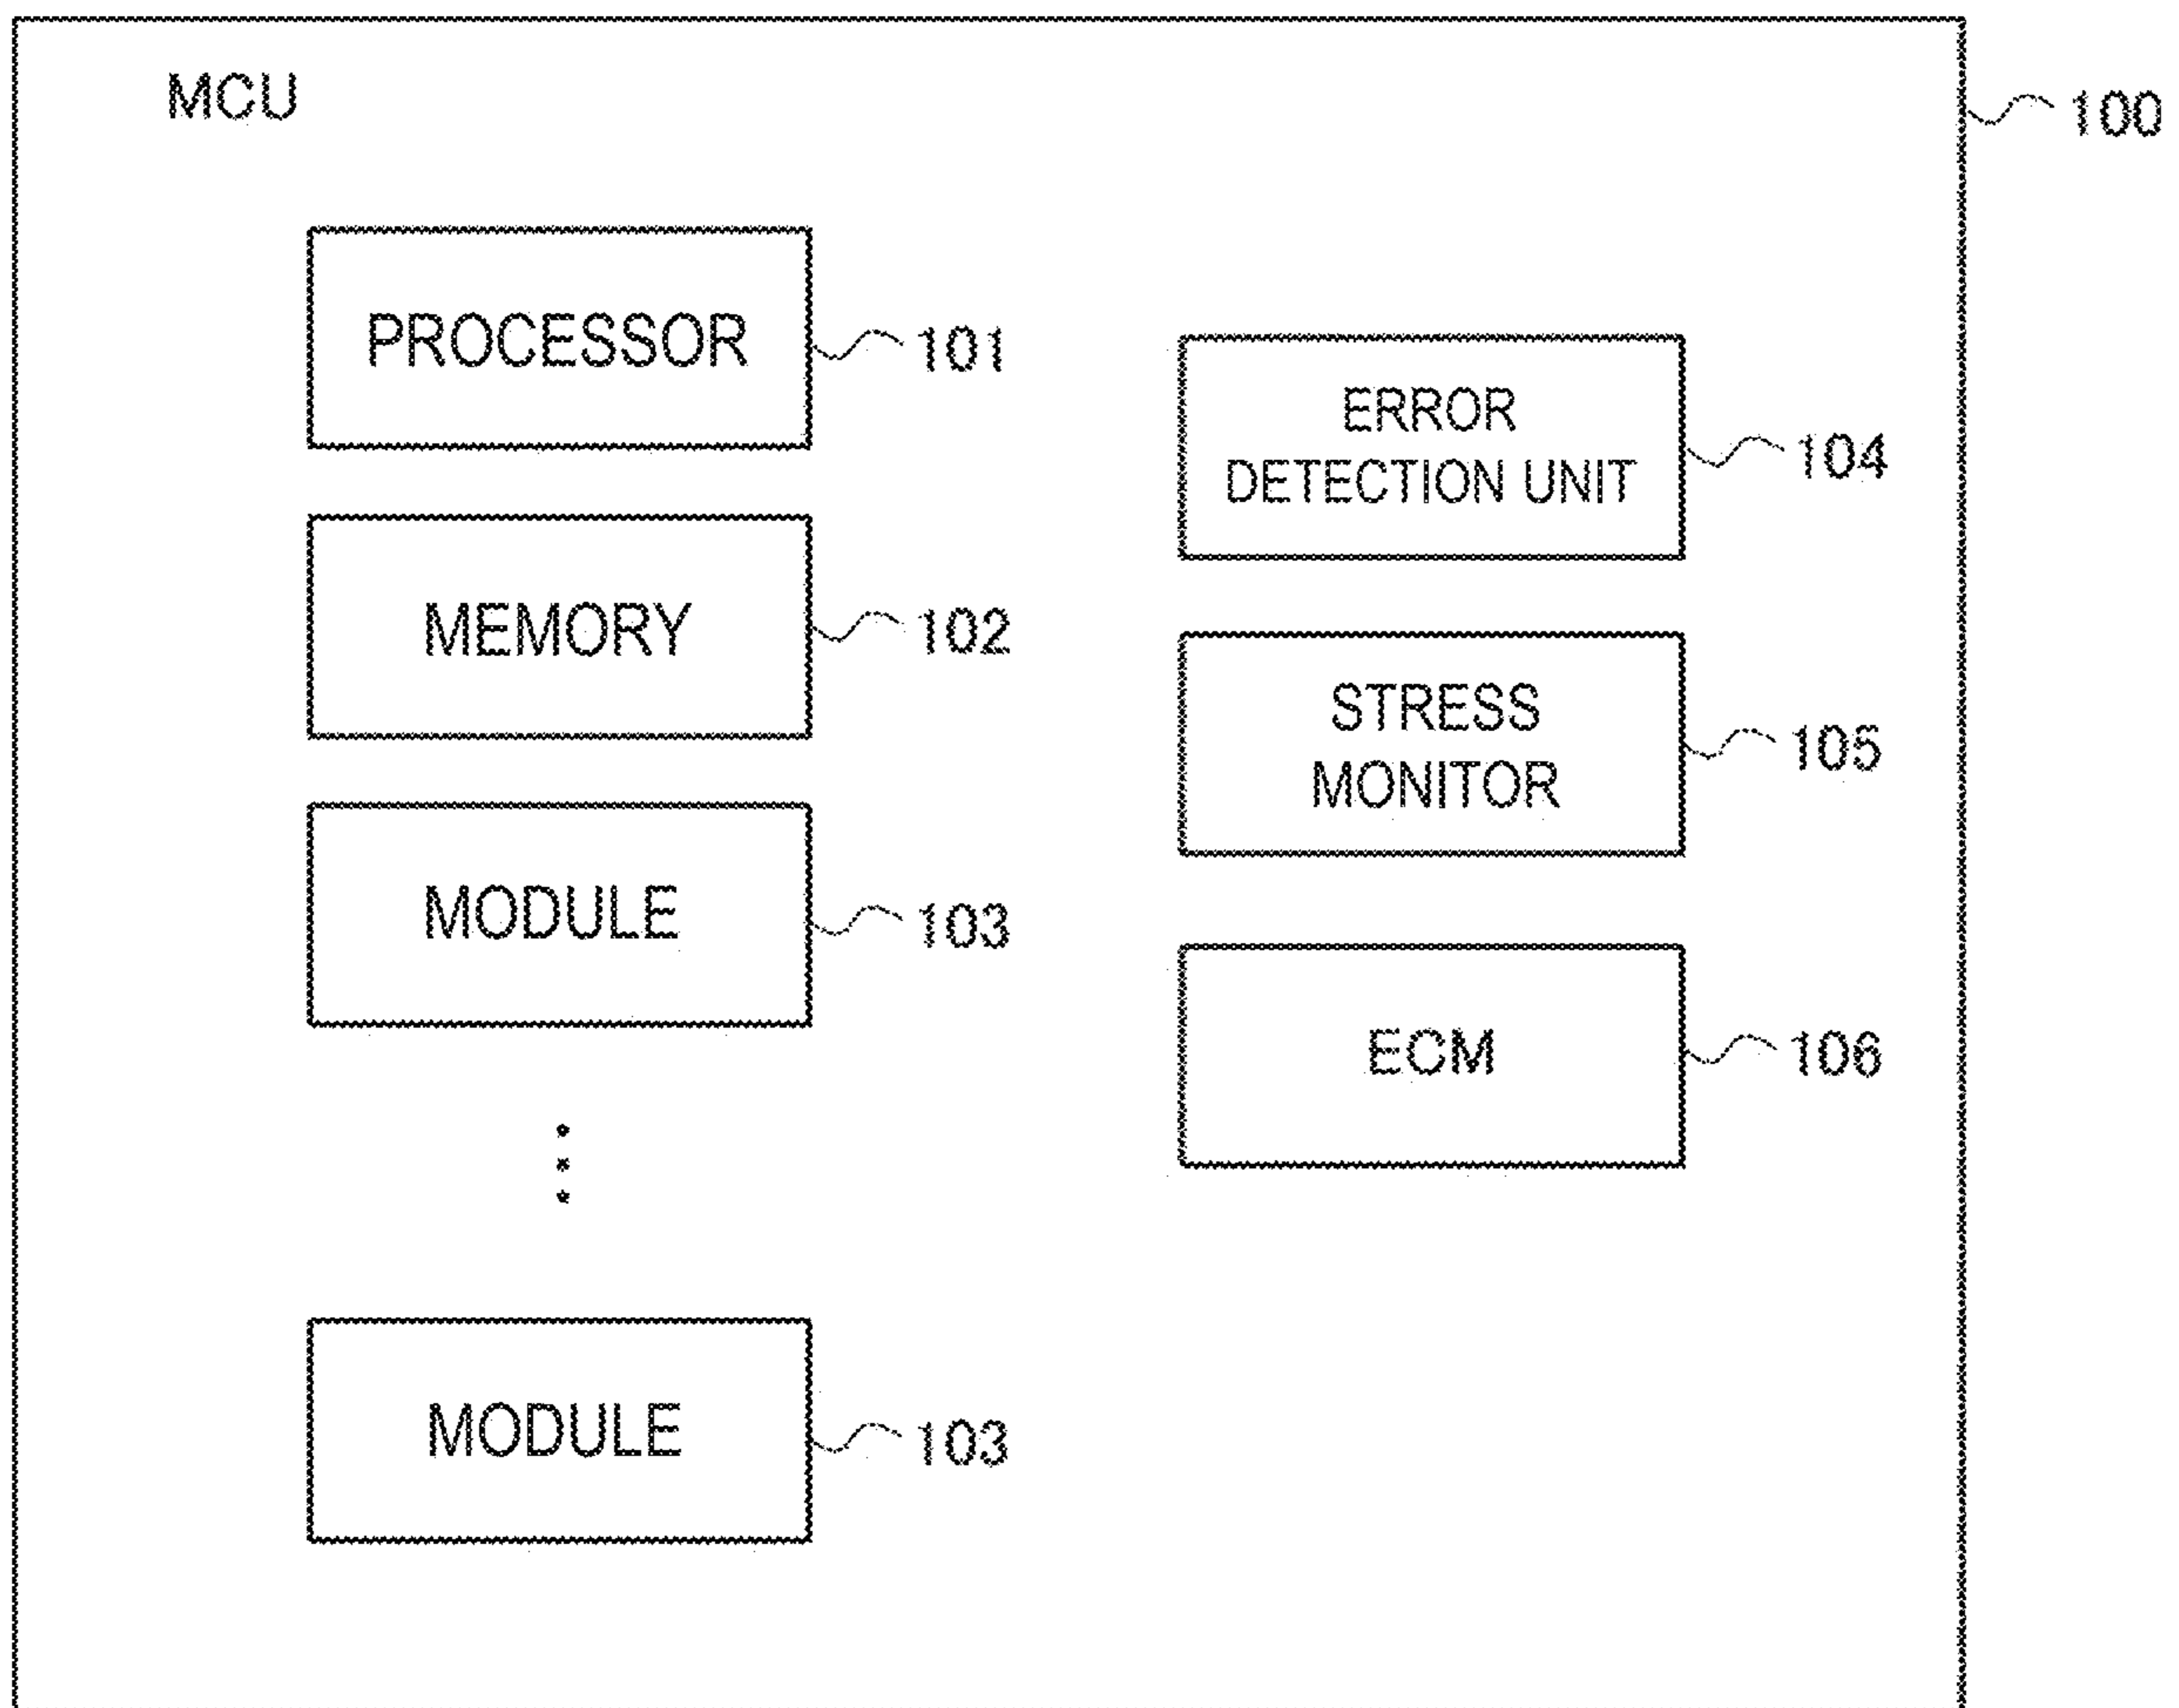 MCU
100
PROCESSOR
101
MEMORY
102
MODULE
103
MODULE
103
ERROR
DETECTION UNIT
104
STRESS
MONITOR
105
ECM
106